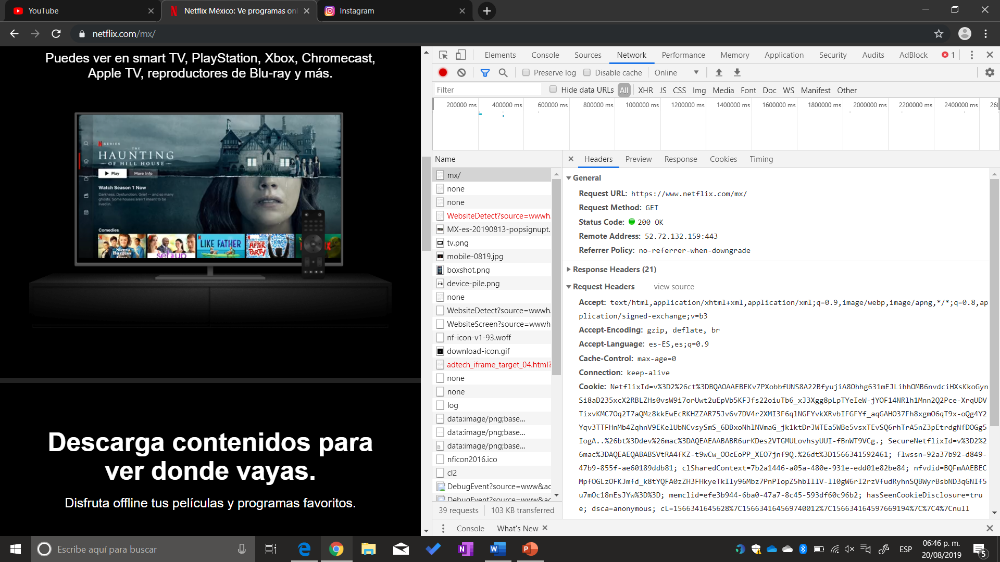 YouTube
Netflix México: Ve programas onl
Instagram
netflix.com/mx/
Puedes ver en smart TV, PlayStation, Xbox, Chromecast,
Apple TV, reproductores de Blu-ray y más.
N SERIES
THE
HAUNTING
OF HILL HOUSE
Play
More Info
Watch Season 1 Now
Darkness. Dysfunction. Grief -- and so many
ghosts. Some houses aren't meant to be
lived in.
Comedies
Sierra
Burgess
set it up
LIKE FATHER
AFTER
PARTY
Descarga contenidos para
ver donde vayas.
Disfruta offline tus películas y programas favoritos.
Elements Console Sources Network Performance Memory Application Security Audits AdBlock 1
Preserve log Disable cache Online
Filter Hide data URLs All XHR JS CSS Img Media Font Doc WS Manifest Other
200000 ms 400000 ms 600000 ms 800000 ms 1000000 ms 1200000 ms 1400000 ms 1600000 ms 1800000 ms 2000000 ms 2200000 ms 2400000 ms 260
Name
mx/
none
none
WebsiteDetect?source=wwwh.
MX-es-20190813-popsignupt.
tv.png
mobile-0819.jpg
boxshot.png
device-pile.png
none
WebsiteDetect?source=wwwh.
WebsiteScreen?source=wwwh
nf-icon-v1-93.woff
download-icon.gif
adtech_iframe_target_04.html?
none
none
log
data:image/png;base...
data:image/png;base...
data:image/png;base...
nficon2016.ico
cl2
DebugEvent?source=www&ac
DebugEvent?source=www&ac
39 requests 103 KB transferred
Headers Preview Response Cookies Timing
General
Request URL: https://www.netflix.com/mx/
Request Method: GET
Status Code: 200 OK
Remote Address: 52.72.132.159:443
Referrer Policy: no-referrer-when-downgrade
Response Headers (21)
Request Headers view source
Accept: text/html,application/xhtml+xml,application/xml;q=0.9,image/webp,image/apng,*/*;q=0.8,ap
plication/signed-exchange;v=b3
Accept-Encoding: gzip, deflate, br
Accept-Language: es-ES,es;q=0.9
Cache-Control: max-age=0
Connection: keep-alive
Cookie: NetflixId=v%3D2%26ct%3DBQAOAAEBEKv7PXobbfUNS8A22BfyujiA8Ohhg631mEJLihhOMB6nvdciHXsKkoGyn
Si8aD235xcX2RBLZHs0vsW9i7orUwt2uEpVb5KFJfs22oiuTb6_xJ3Xgg8pLpTYeIeW-jYOF14NRlh1Mnn2Q2Pce-XrqUDV
TixvKMC7Oq2T7aQMz8kkEwEcRKHZZAR75Jv6v7DV4r2XMI3F6qlNGFYvkXRvbIFGFYf_aqGAHO37Fh8xgmO6qT9x-oQg4Y2
Yqv3TTFHnMb4ZqhnV9EKelUbNCvsySmS_6DBxoNhlNVmaG_jk1ktDrJWTEa5WBe5vsxTEvSQ6rhTrA5nZ3pEtrdgNfDOGg5
IogA..%26bt%3Ddev%26mac%3DAQEAEAABABR6urKDes2VTGMULovhsyUUI-fBnWT9VCg.; SecureNetflixId=v%3D2%2
6mac%3DAQEAEQABABSVtRA4fKZ-t9wCw_OOcEoPP_XEO7jnf9Q.%26dt%3D1566341592461; flwssn=92a37b92-d849-
47b9-855f-ae60189ddb81; clSharedContext=7b2a1446-a05a-480e-931e-edd01e82be84; nfvdid=BQFmAAEBEC
MpfOGLzOFKJmfd_k8tYQFA0zZH3FHkyeTkIly96Mbz7PnPIopZ5hbIllV-ll0gW6rI2rzVfudRyhnSQBWyrBsbND3qGNIf5
u7mOc18nEsJYw%3D%3D; memclid=efe3b944-6ba0-47a7-8c45-593df60c96b2; hasSeenCookieDisclosure=tru
e; dsca=anonymous; cL=1566341645628%7C156634164569740012%7C156634164597669194%7C%7C4%7Cnull
Console What's New
Escribe aquí para buscar
ESP
06:46 p. m.
20/08/2019
5